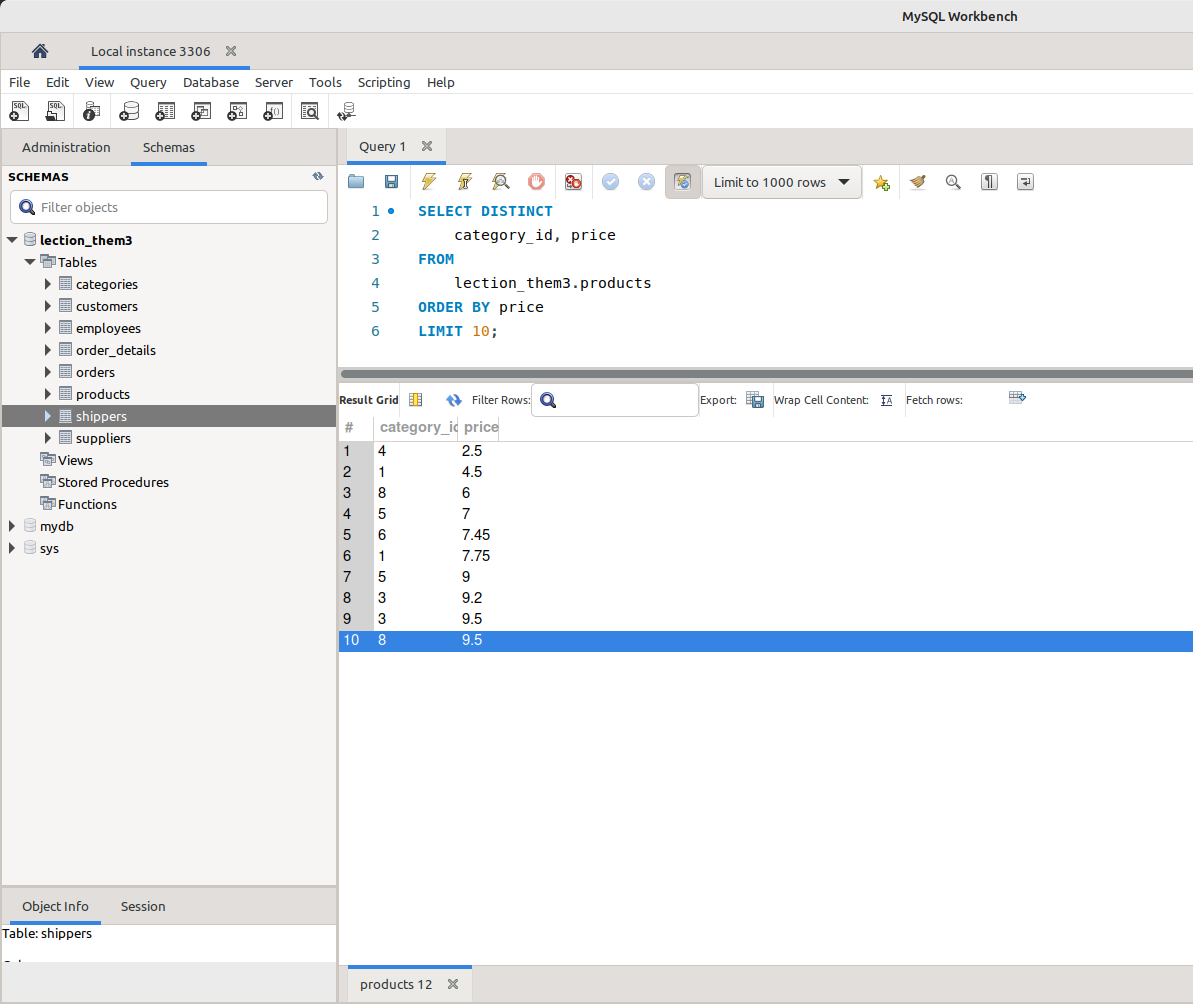 MySQL Workbench
Local instance 3306
File Edit View Query Database Server Tools Scripting Help
Administration Schemas
SCHEMAS
Filter objects
lection_them3
Tables
categories
customers
employees
order_details
orders
products
shippers
suppliers
Views
Stored Procedures
Functions
mydb
sys
Object Info Session
Table: shippers
Query 1
Limit to 1000 rows
1 SELECT DISTINCT
2 category_id, price
3 FROM
4 lection_them3.products
5 ORDER BY price
6 LIMIT 10;
Result Grid Filter Rows: Export: Wrap Cell Content: Fetch rows:
# category_id price
1 4 2.5
2 1 4.5
3 8 6
4 5 7
5 6 7.45
6 1 7.75
7 5 9
8 3 9.2
9 3 9.5
10 8 9.5
products 12